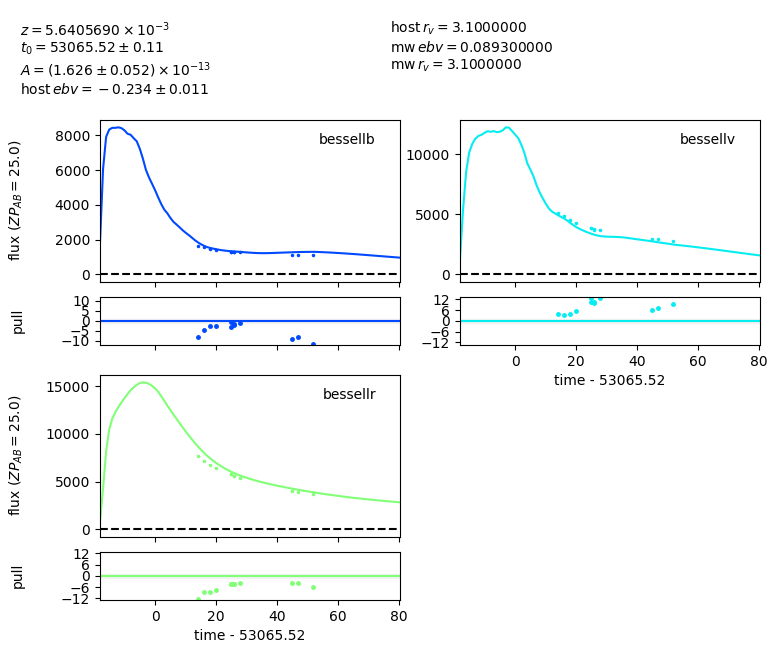 z = 5.6405690 × 10⁻³
t₀ = 53065.52 ± 0.11
A = (1.626 ± 0.052) × 10⁻¹³
host ebv = −0.234 ± 0.011
host r_v = 3.1000000
mw ebv = 0.089300000
mw r_v = 3.1000000
bessellb
flux (ZP_AB = 25.0)
8000
6000
4000
2000
0
pull
10
5
0
−5
−10
bessellv
10000
5000
0
12
6
0
−6
−12
0
20
40
60
80
time - 53065.52
bessellr
flux (ZP_AB = 25.0)
15000
10000
5000
0
pull
12
6
0
−6
−12
0
20
40
60
80
time - 53065.52